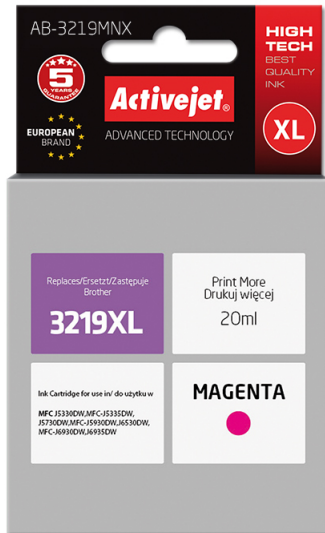 AB-3219MNX
HIGH
TECH
BEST
QUALITY
INK
5
YEARS
GUARANTEE
Activejet®
EUROPEAN
BRAND
ADVANCED TECHNOLOGY
XL
Replaces/Ersetzt/Zastępuje
Brother
3219XL
Print More
Drukuj więcej
20ml
Ink Cartridge for use in/ do użytku w
MFC J5330DW,MFC-J5335DW,
J5730DW,MFC-J5930DW,J6530DW,
MFC-J6930DW,J6935DW
MAGENTA